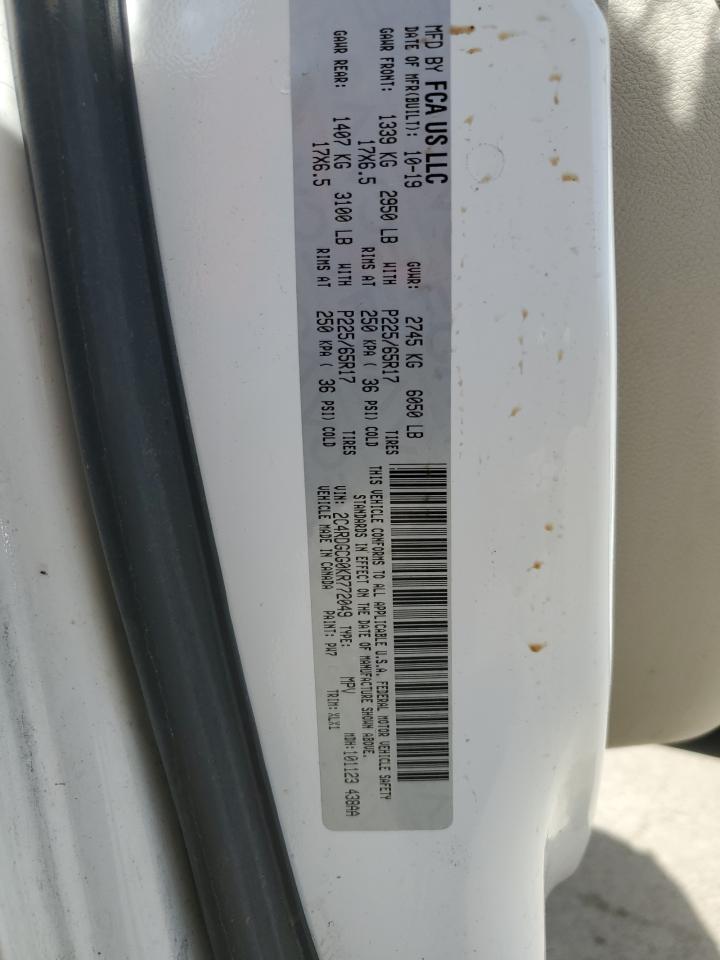 MFD BY FCA US LLC
DATE OF MFR(BUILT): 10-19 GVWR: 2745 KG 6050 LB
GAWR FRONT: 1339 KG 2950 LB WITH P225/65R17 TIRES
17X6.5 RIMS AT 250 KPA ( 36 PSI) COLD
GAWR REAR: 1407 KG 3100 LB WITH P225/65R17 TIRES
17X6.5 RIMS AT 250 KPA ( 36 PSI) COLD
THIS VEHICLE CONFORMS TO ALL APPLICABLE U.S.A. FEDERAL MOTOR VEHICLE SAFETY
STANDARDS IN EFFECT ON THE DATE OF MANUFACTURE SHOWN ABOVE.
VIN: 2C4RDGCG0KR772049 TYPE: MPV MDH:101123 438AA
VEHICLE MADE IN CANADA PAINT: PW7 TRIM:XLX1